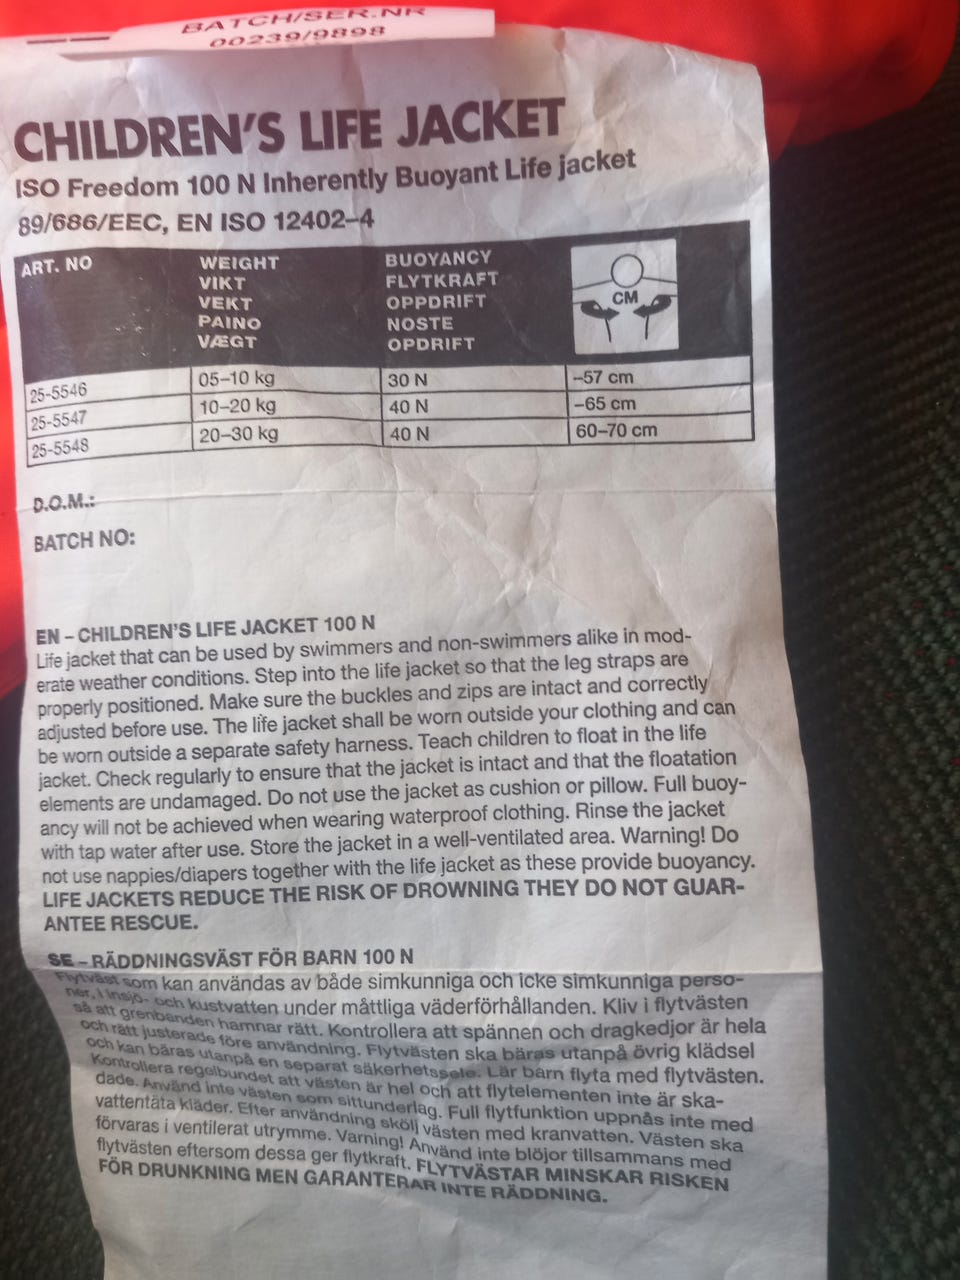 BATCH/SER.NR
00239/9898
CHILDREN'S LIFE JACKET
ISO Freedom 100 N Inherently Buoyant Life jacket
89/686/EEC, EN ISO 12402–4
ART. NO WEIGHT BUOYANCY
VIKT FLYTKRAFT
VEKT OPPDRIFT CM
PAINO NOSTE
VÆGT OPDRIFT
25-5546 05–10 kg 30 N –57 cm
25-5547 10–20 kg 40 N –65 cm
25-5548 20–30 kg 40 N 60–70 cm
D.O.M.:
BATCH NO:
EN – CHILDREN'S LIFE JACKET 100 N
Life jacket that can be used by swimmers and non-swimmers alike in mod-
erate weather conditions. Step into the life jacket so that the leg straps are
properly positioned. Make sure the buckles and zips are intact and correctly
adjusted before use. The life jacket shall be worn outside your clothing and can
be worn outside a separate safety harness. Teach children to float in the life
jacket. Check regularly to ensure that the jacket is intact and that the floatation
elements are undamaged. Do not use the jacket as cushion or pillow. Full buoy-
ancy will not be achieved when wearing waterproof clothing. Rinse the jacket
with tap water after use. Store the jacket in a well-ventilated area. Warning! Do
not use nappies/diapers together with the life jacket as these provide buoyancy.
LIFE JACKETS REDUCE THE RISK OF DROWNING THEY DO NOT GUAR-
ANTEE RESCUE.
SE – RÄDDNINGSVÄST FÖR BARN 100 N
Flytväst som kan användas av både simkunniga och icke simkunniga perso-
ner, i insjö- och kustvatten under måttliga väderförhållanden. Kliv i flytvästen
så att grenbanden hamnar rätt. Kontrollera att spännen och dragkedjor är hela
och rätt justerade före användning. Flytvästen ska bäras utanpå övrig klädsel
och kan bäras utanpå en separat säkerhetssele. Lär barn flyta med flytvästen.
Kontrollera regelbundet att västen är hel och att flytelementen inte är ska-
dade. Använd inte västen som sittunderlag. Full flytfunktion uppnås inte med
vattentäta kläder. Efter användning skölj västen med kranvatten. Västen ska
förvaras i ventilerat utrymme. Varning! Använd inte blöjor tillsammans med
flytvästen eftersom dessa ger flytkraft. FLYTVÄSTAR MINSKAR RISKEN
FÖR DRUNKNING MEN GARANTERAR INTE RÄDDNING.